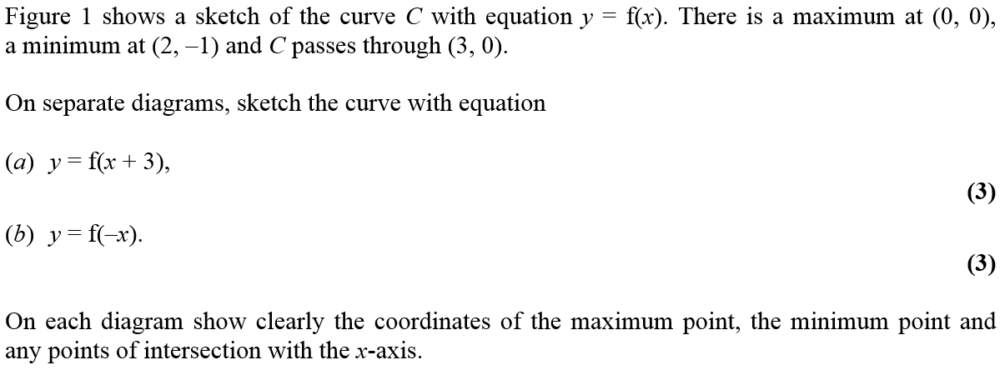 Figure 1 shows a sketch of the curve C with equation y = f(x). There is a maximum at (0, 0),
a minimum at (2, –1) and C passes through (3, 0).
On separate diagrams, sketch the curve with equation
(a) y = f(x + 3),
(3)
(b) y = f(–x).
(3)
On each diagram show clearly the coordinates of the maximum point, the minimum point and
any points of intersection with the x-axis.